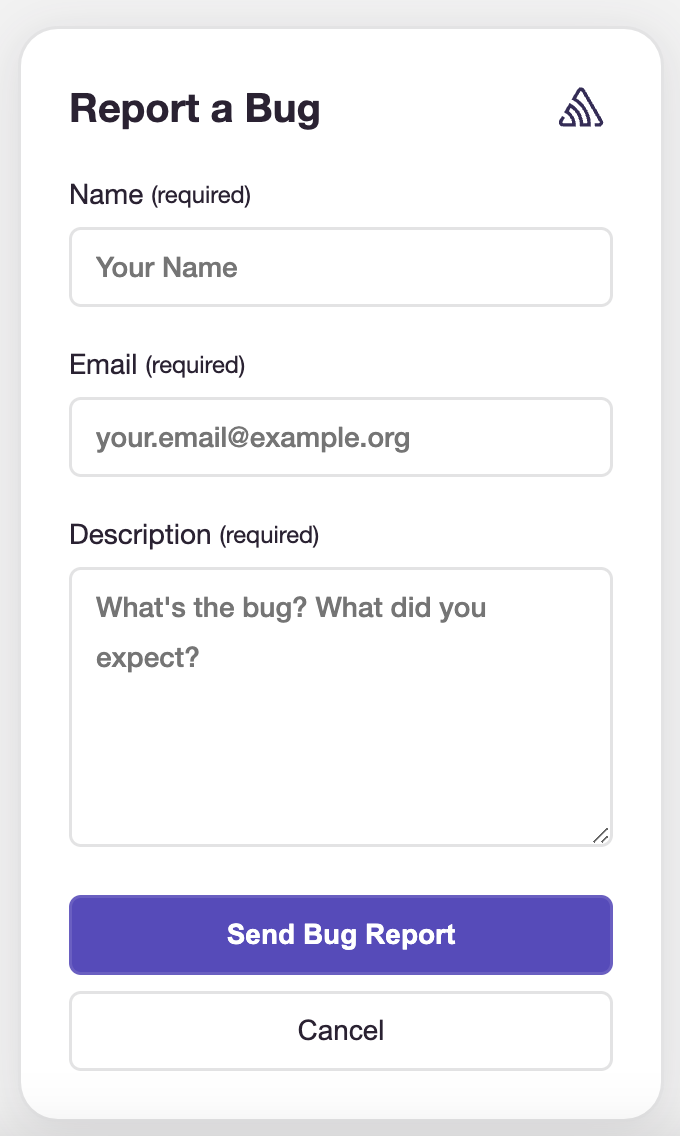 Report a Bug
Name (required)
Your Name
Email (required)
your.email@example.org
Description (required)
What's the bug? What did you
expect?
Send Bug Report
Cancel